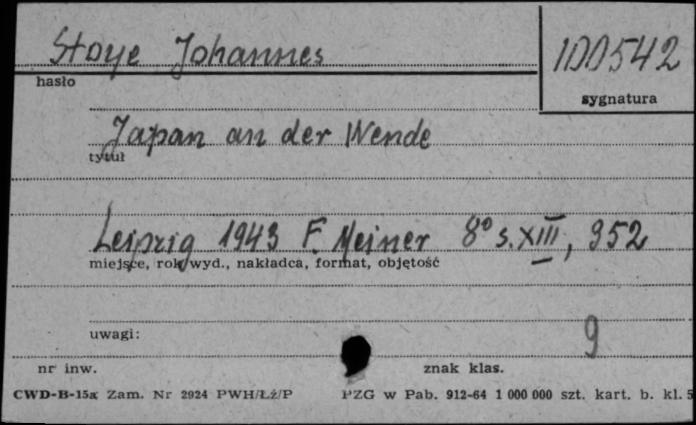 Stoye Johannes
100542
hasło
sygnatura
Japan an der Wende
tytuł
Leipzig 1943 F. Meiner 8° s. XIII, 352
miejsce, rok wyd., nakładca, format, objętość
uwagi:
9
nr inw.
znak klas.
CWD-B-15a Zam. Nr 2924 PWH/Łź/P
PZG w Pab. 912-64 1 000 000 szt. kart. b. kl. 5